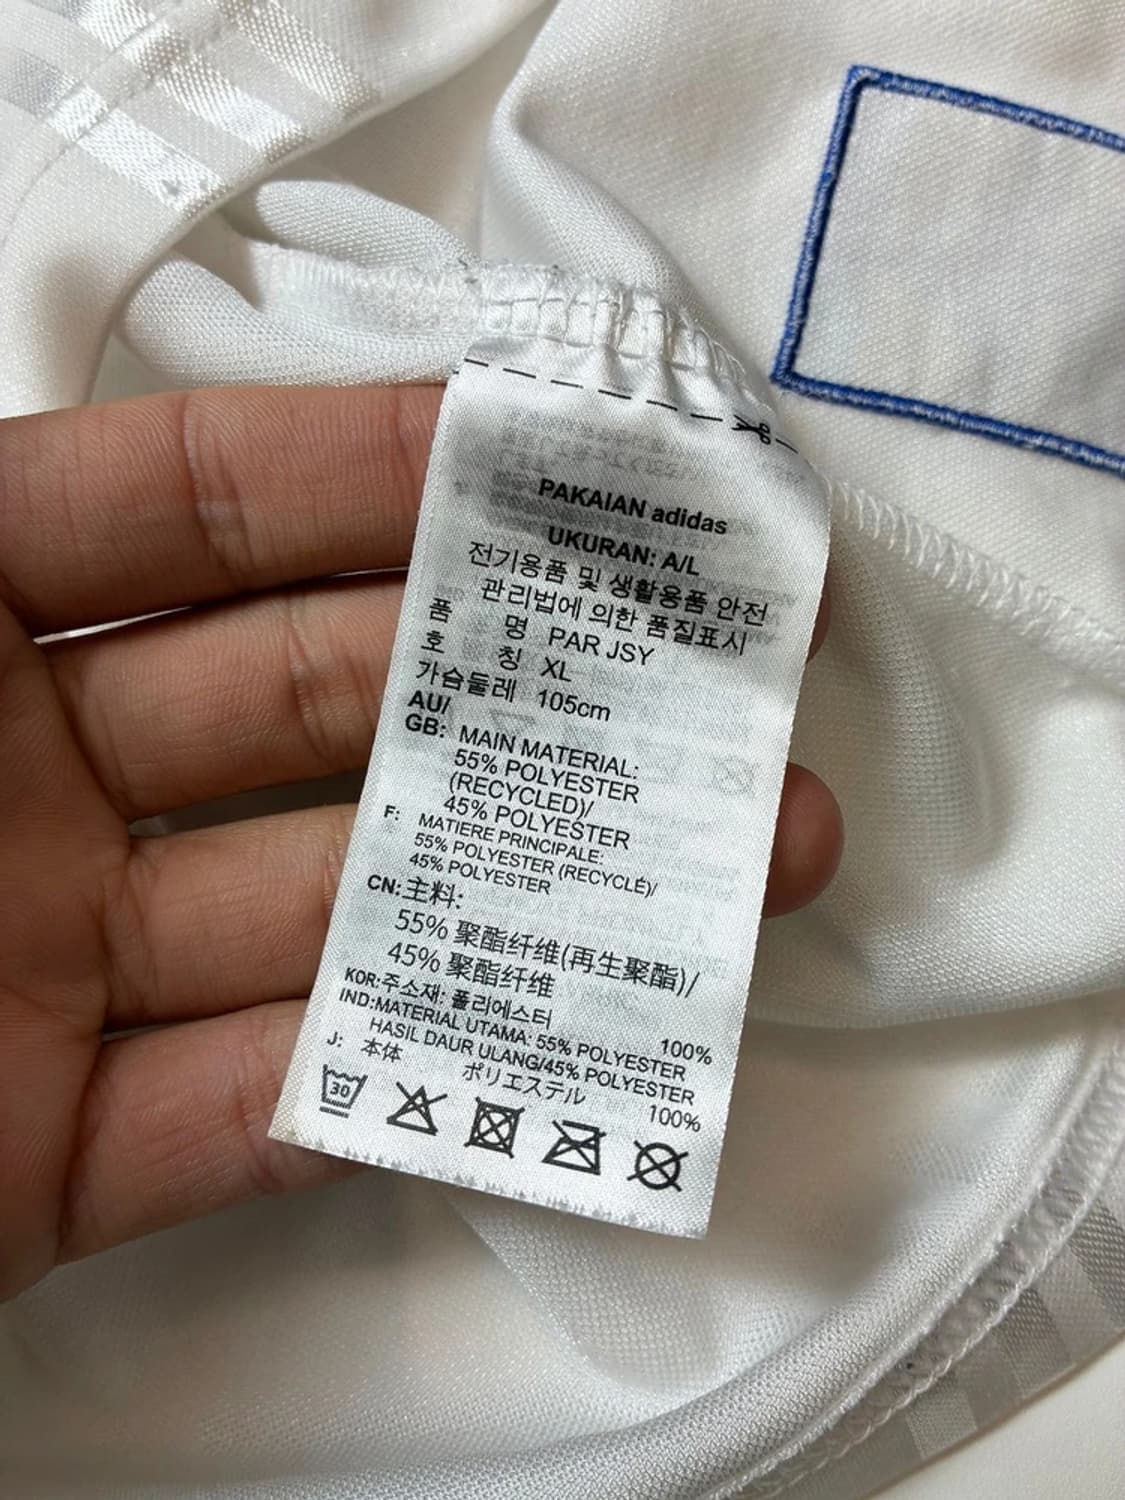 PAKAIAN adidas
UKURAN: A/L
전기용품 및 생활용품 안전
관리법에 의한 품질표시
품 명 PAR JSY
호 칭 XL
가슴둘레 105cm
AU/
GB: MAIN MATERIAL:
55% POLYESTER
(RECYCLED)/
45% POLYESTER
F: MATIERE PRINCIPALE:
55% POLYESTER (RECYCLÉ)/
45% POLYESTER
CN:主料:
55% 聚酯纤维(再生聚酯)/
45% 聚酯纤维
KOR:주소재: 폴리에스터 100%
IND:MATERIAL UTAMA: 55% POLYESTER
HASIL DAUR ULANG/45% POLYESTER
J: 本体 ポリエステル 100%
30